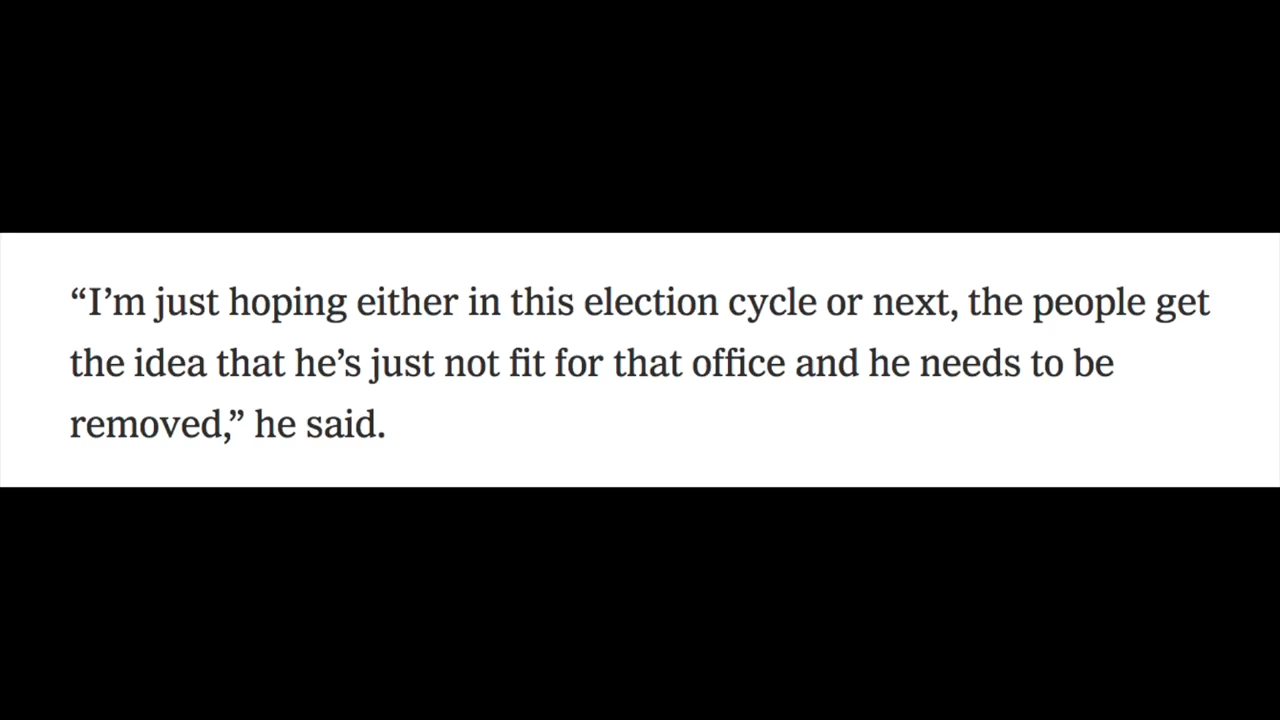 “I’m just hoping either in this election cycle or next, the people get
the idea that he’s just not fit for that office and he needs to be
removed,” he said.